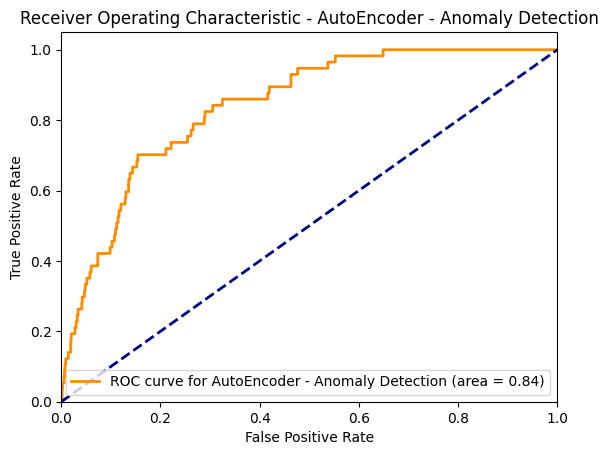 Receiver Operating Characteristic - AutoEncoder - Anomaly Detection
1.0
0.8
0.6
0.4
0.2
0.0
True Positive Rate
ROC curve for AutoEncoder - Anomaly Detection (area = 0.84)
0.0 0.2 0.4 0.6 0.8 1.0
False Positive Rate